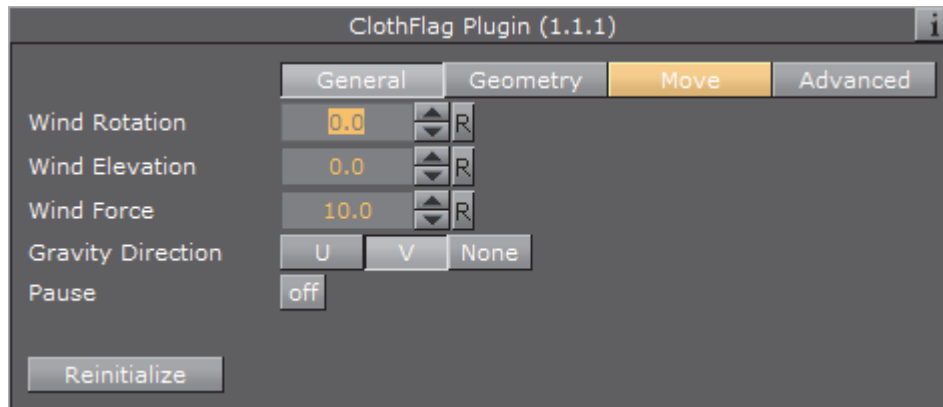 ClothFlag Plugin (1.1.1) i
General Geometry Move Advanced
Wind Rotation 0.0 R
Wind Elevation 0.0 R
Wind Force 10.0 R
Gravity Direction U V None
Pause off
Reinitialize